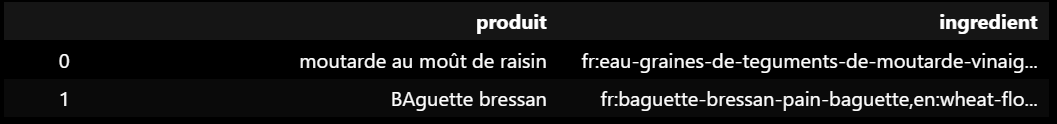 produit ingredient
0 moutarde au moût de raisin fr:eau-graines-de-teguments-de-moutarde-vinaig...
1 BAguette bressan fr:baguette-bressan-pain-baguette,en:wheat-flo...